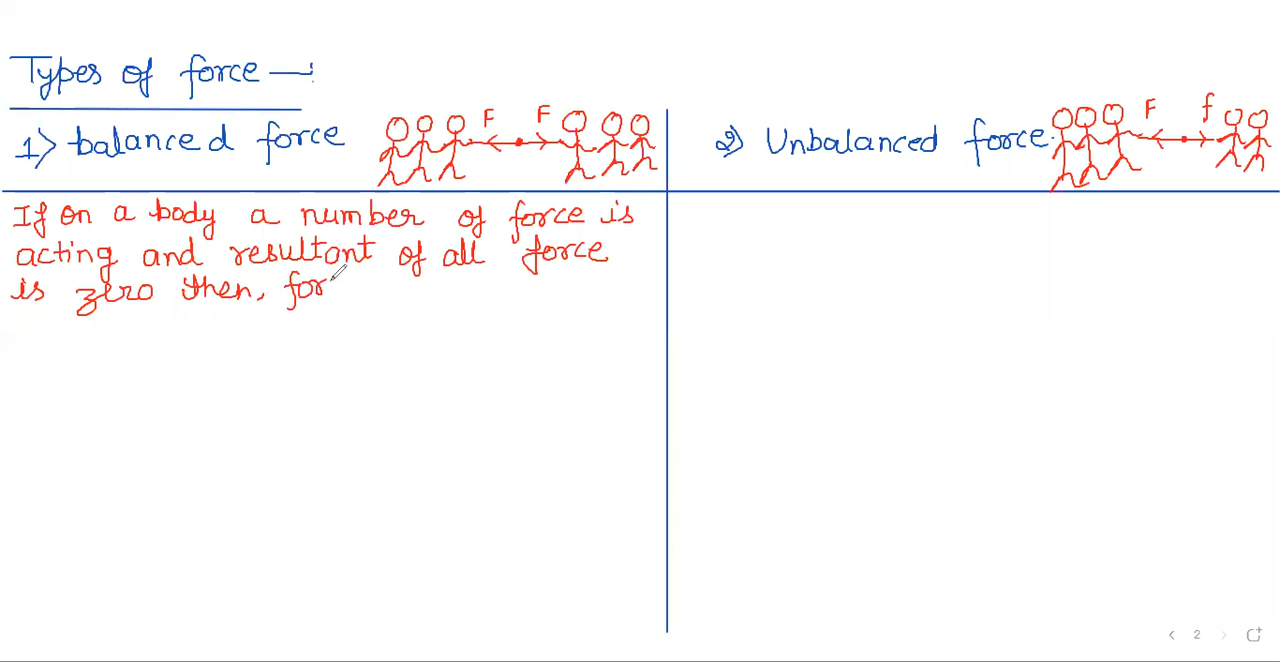 Types of force —:
1) balanced force
F F
2) Unbalanced force.
F f
If on a body a number of force is
acting and resultant of all force
is zero then, for
2